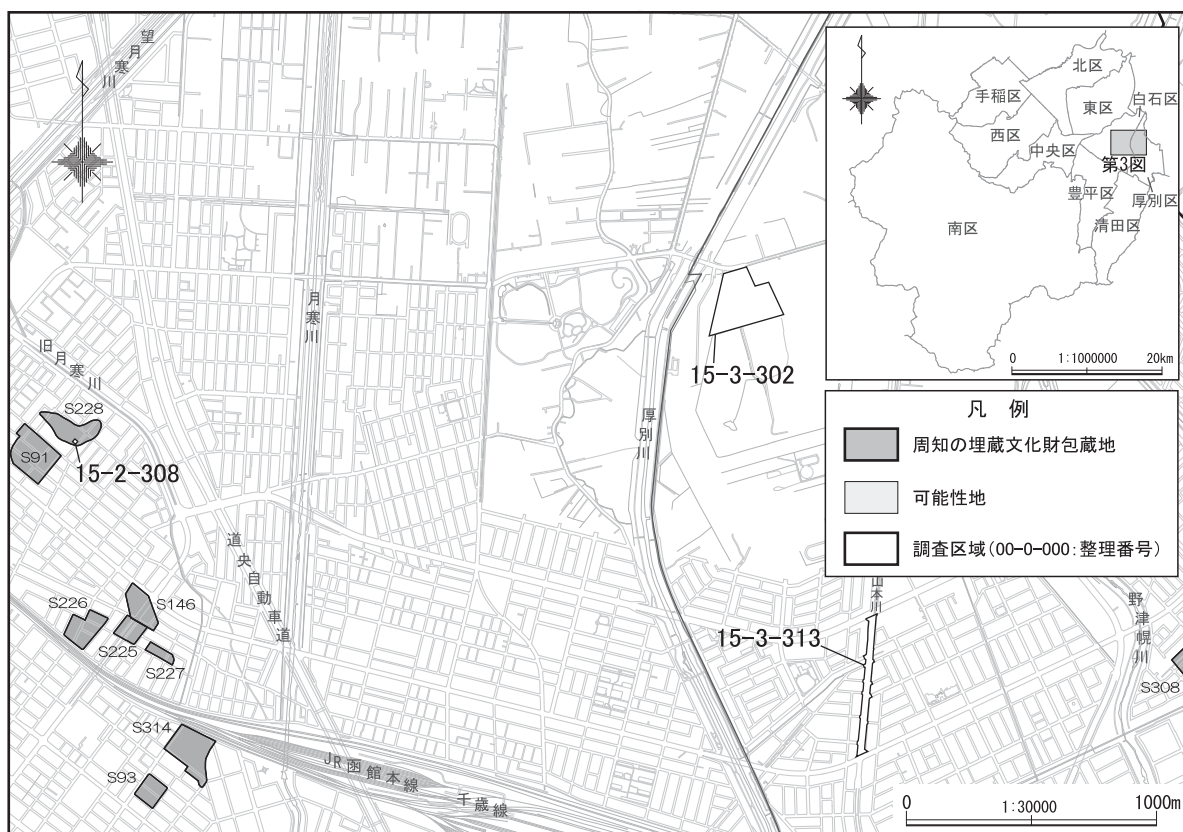 望月寒川
月寒川
旧月寒川
S228
S91
15-2-308
道央自動車道
S226
S146
S225
S227
S314
S93
JR函館本線
千歳線
厚別川
15-3-302
15-3-313
山本川
野津幌川
S308
北区
手稲区
東区
白石区
西区
中央区
第3図
豊平区
厚別区
清田区
南区
0 1:1000000 20km
凡 例
周知の埋蔵文化財包蔵地
可能性地
調査区域(00-0-000:整理番号)
0 1:30000 1000m